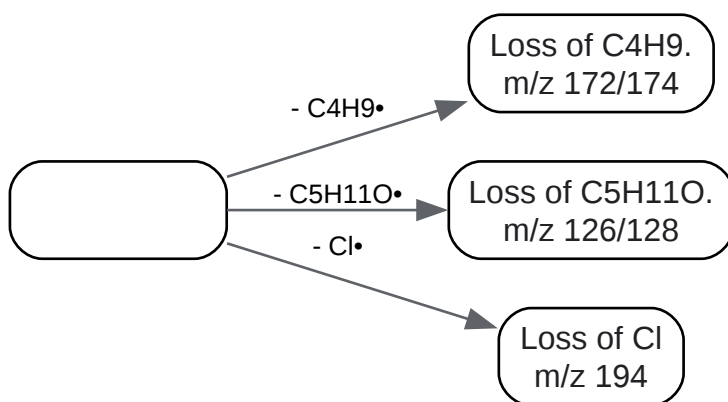 Loss of C4H9.
m/z 172/174
- C4H9•
- C5H11O•
Loss of C5H11O.
m/z 126/128
- Cl•
Loss of Cl
m/z 194